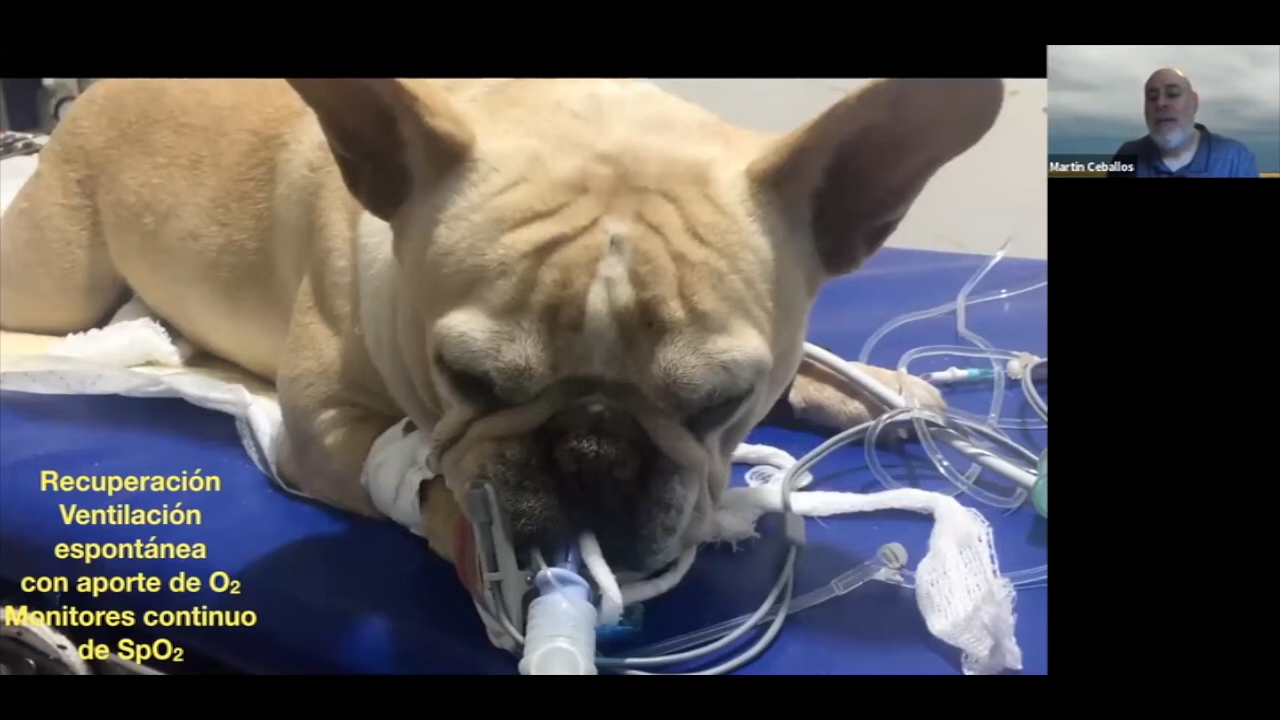 Martin Ceballos
Recuperación
Ventilación
espontánea
con aporte de O₂
Monitores continuo
de SpO₂